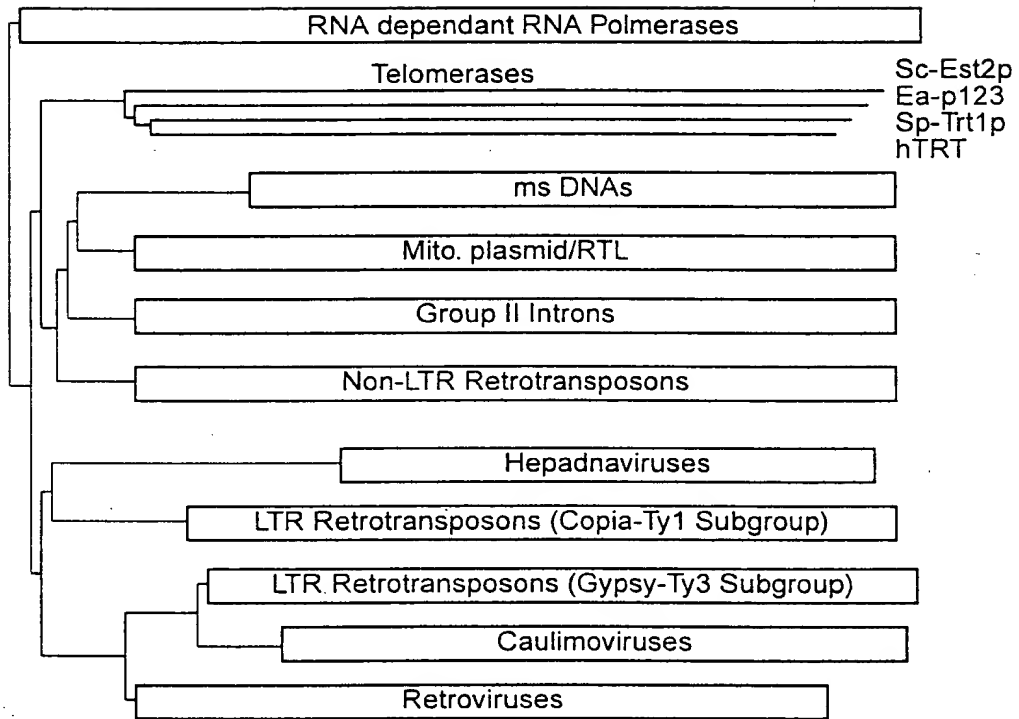 RNA dependant RNA Polmerases
Telomerases
Sc-Est2p
Ea-p123
Sp-Trt1p
hTRT
ms DNAs
Mito. plasmid/RTL
Group II Introns
Non-LTR Retrotransposons
Hepadnaviruses
LTR Retrotransposons (Copia-Ty1 Subgroup)
LTR Retrotransposons (Gypsy-Ty3 Subgroup)
Caulimoviruses
Retroviruses